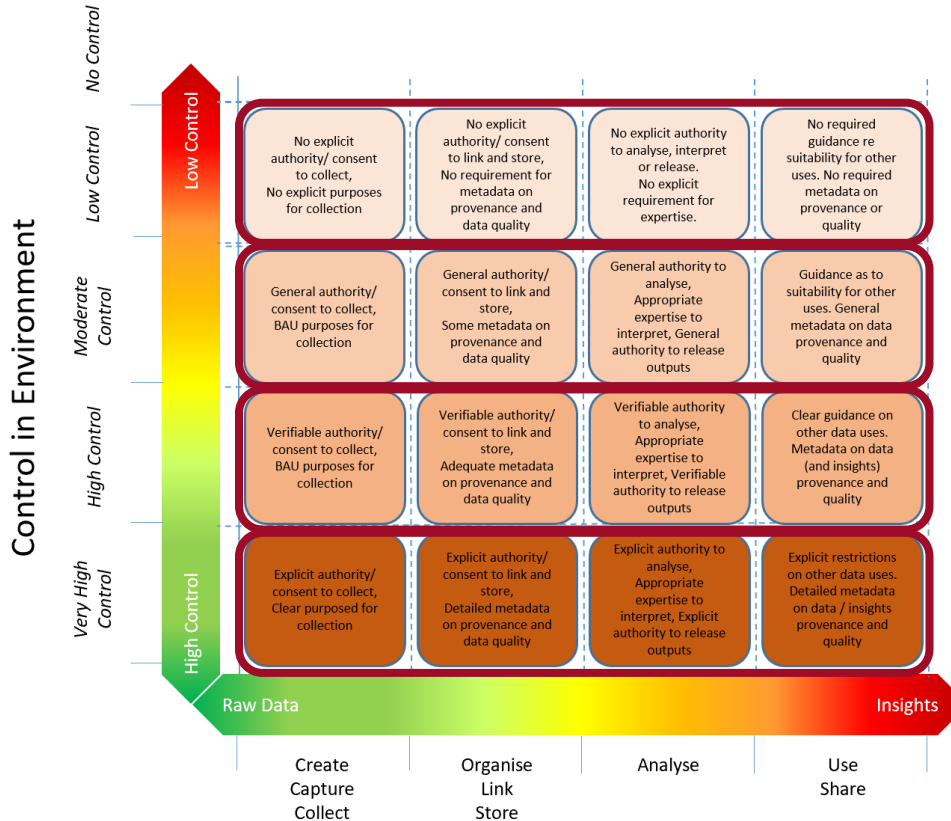 Control in Environment
No Control
Low Control
Moderate
Control
High Control
Very High
Control
Low Control
High Control
No explicit
authority/ consent
to collect,
No explicit purposes
for collection
No explicit
authority/ consent
to link and store,
No requirement for
metadata on
provenance and
data quality
No explicit authority
to analyse, interpret
or release.
No explicit
requirement for
expertise.
No required
guidance re
suitability for other
uses. No required
metadata on
provenance or
quality
General authority/
consent to collect,
BAU purposes for
collection
General authority/
consent to link and
store,
Some metadata on
provenance and
data quality
General authority to
analyse,
Appropriate
expertise to
interpret, General
authority to release
outputs
Guidance as to
suitability for other
uses. General
metadata on data
provenance and
quality
Verifiable authority/
consent to collect,
BAU purposes for
collection
Verifiable authority/
consent to link and
store,
Adequate metadata
on provenance and
data quality
Verifiable authority
to analyse,
Appropriate
expertise to
interpret, Verifiable
authority to release
outputs
Clear guidance on
other data uses.
Metadata on data
(and insights)
provenance and
quality
Explicit authority/
consent to collect,
Clear purposed for
collection
Explicit authority/
consent to link and
store,
Detailed metadata
on provenance and
data quality
Explicit authority to
analyse,
Appropriate
expertise to
interpret, Explicit
authority to release
outputs
Explicit restrictions
on other data uses.
Detailed metadata
on data / insights
provenance and
quality
Raw Data
Insights
Create
Capture
Collect
Organise
Link
Store
Analyse
Use
Share